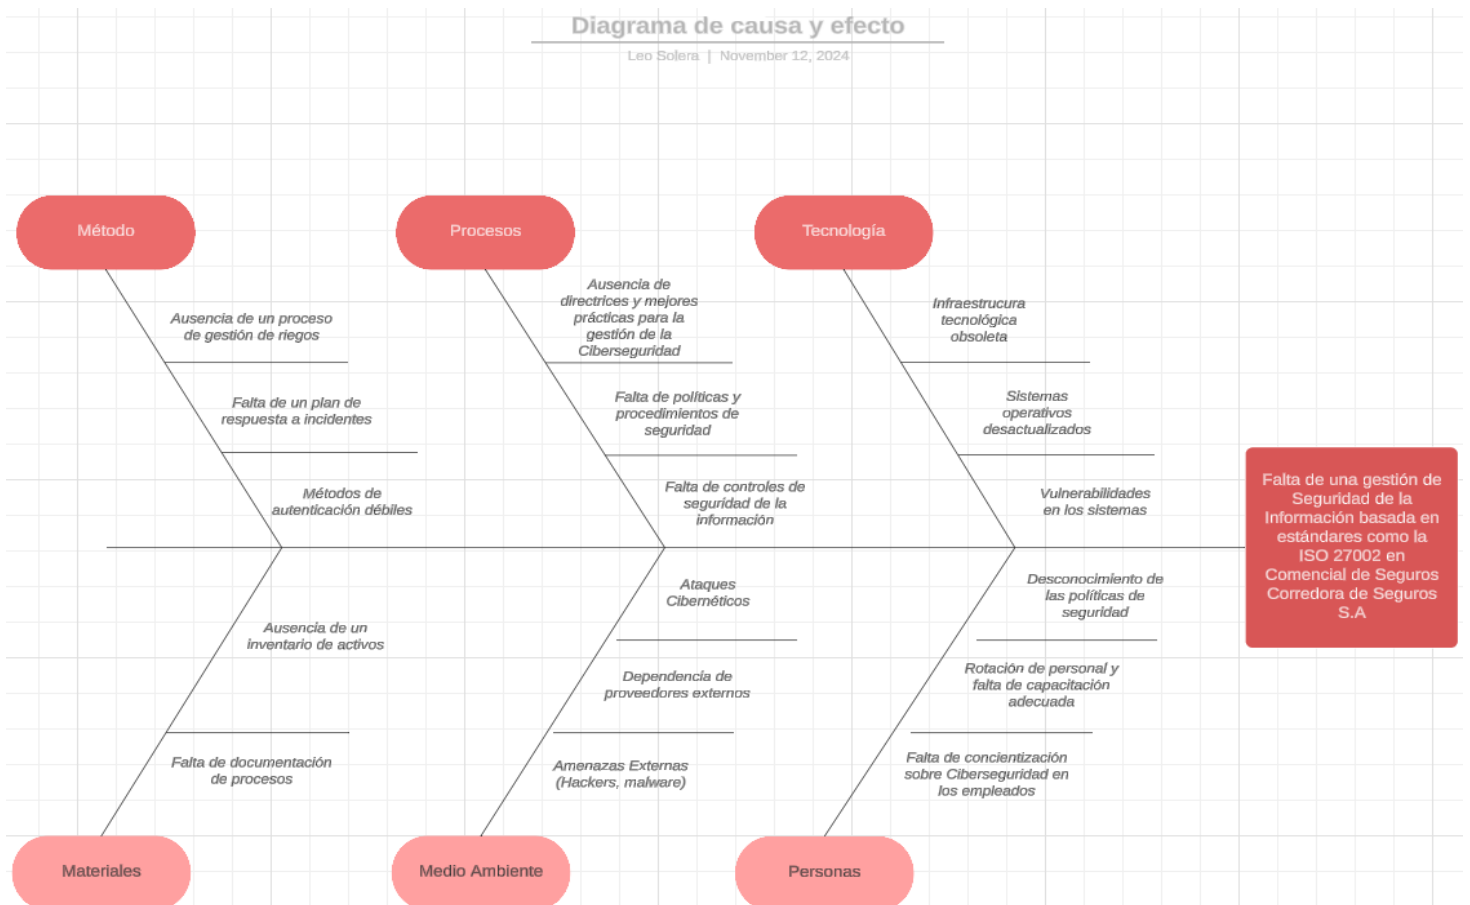 Diagrama de causa y efecto
Leo Solera | November 12, 2024
Método
Procesos
Tecnología
Ausencia de un proceso
de gestión de riegos
Falta de un plan de
respuesta a incidentes
Métodos de
autenticación débiles
Ausencia de
directrices y mejores
prácticas para la
gestión de la
Ciberseguridad
Falta de políticas y
procedimientos de
seguridad
Falta de controles de
seguridad de la
información
Infraestrucura
tecnológica
obsoleta
Sistemas
operativos
desactualizados
Vulnerabilidades
en los sistemas
Falta de una gestión de
Seguridad de la
Información basada en
estándares como la
ISO 27002 en
Comencial de Seguros
Corredora de Seguros
S.A
Ausencia de un
inventario de activos
Falta de documentación
de procesos
Ataques
Cibernéticos
Dependencia de
proveedores externos
Amenazas Externas
(Hackers, malware)
Desconocimiento de
las políticas de
seguridad
Rotación de personal y
falta de capacitación
adecuada
Falta de concientización
sobre Ciberseguridad en
los empleados
Materiales
Medio Ambiente
Personas